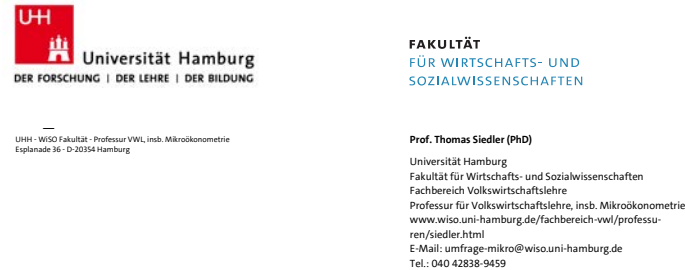 UHH
Universität Hamburg
DER FORSCHUNG | DER LEHRE | DER BILDUNG
FAKULTÄT
FÜR WIRTSCHAFTS- UND
SOZIALWISSENSCHAFTEN
UHH - WiSO Fakultät - Professur VWL, insb. Mikroökonometrie
Esplanade 36 - D-20354 Hamburg
Prof. Thomas Siedler (PhD)
Universität Hamburg
Fakultät für Wirtschafts- und Sozialwissenschaften
Fachbereich Volkswirtschaftslehre
Professur für Volkswirtschaftslehre, insb. Mikroökonometrie
www.wiso.uni-hamburg.de/fachbereich-vwl/professu-
ren/siedler.html
E-Mail: umfrage-mikro@wiso.uni-hamburg.de
Tel.: 040 42838-9459